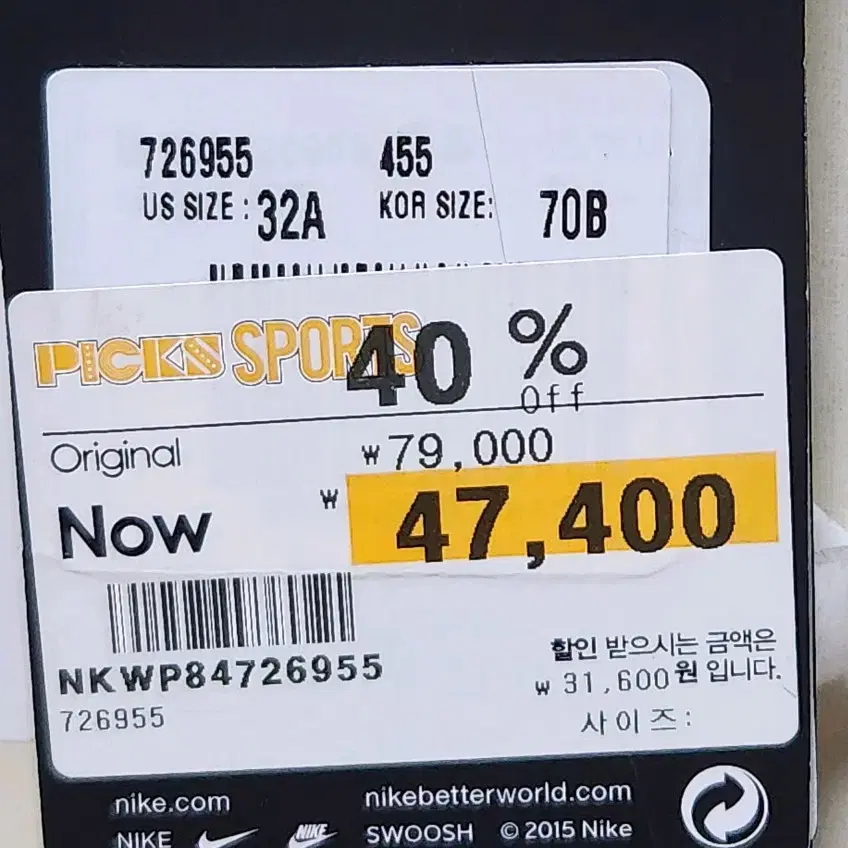 726955 455
US SIZE : 32A KOR SIZE: 70B
PICKS SPORTS 40 % Off
Original ₩79,000
Now ₩ 47,400
NKWP84726955
726955
할인 받으시는 금액은
₩ 31,600원 입니다.
사이즈:
nike.com nikebetterworld.com
NIKE NIKE SWOOSH © 2015 Nike